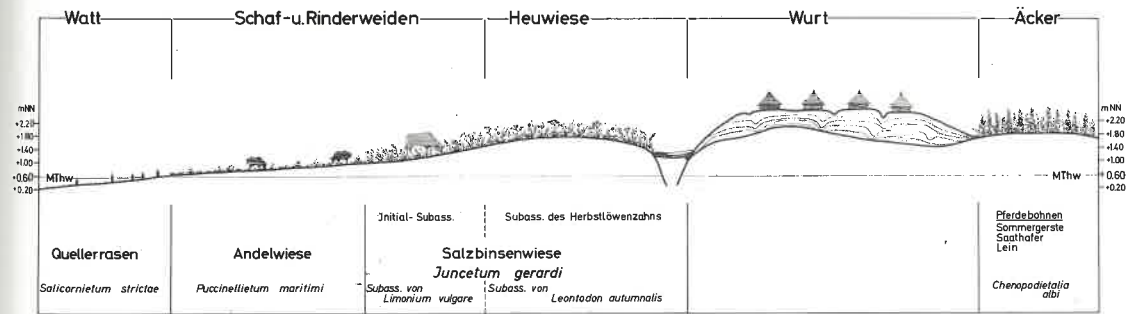 Watt
Schaf-u.Rinderweiden
Heuwiese
Wurt
Äcker
mNN
+2.20
+1.80
+1.40
+1.00
+0.60
+0.20
MThw
mNN
+2.20
+1.80
+1.40
+1.00
+0.60
+0.20
MThw
Quellerrasen
Salicornietum strictae
Andelwiese
Puccinellietum maritimi
Initial-Subass.
Subass. des Herbstlöwenzahns
Salzbinsenwiese
Juncetum gerardi
Subass. von
Limonium vulgare
Subass. von
Leontodon autumnalis
Pferdebohnen
Sommergerste
Saathafer
Lein
Chenopodietalia
albi